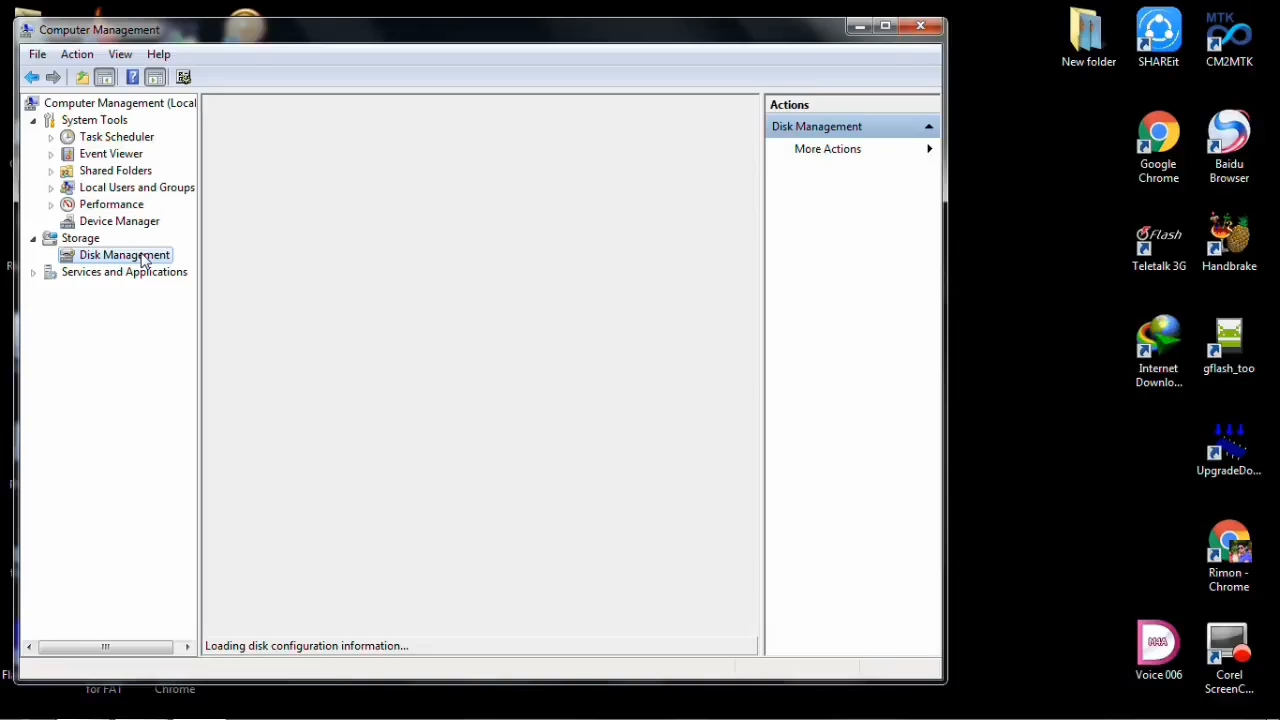 Computer Management
File Action View Help
Computer Management (Local
System Tools
Task Scheduler
Event Viewer
Shared Folders
Local Users and Groups
Performance
Device Manager
Storage
Disk Management
Services and Applications
Loading disk configuration information...
Actions
Disk Management
More Actions
New folder
SHAREit
MTK
CM2MTK
Google
Chrome
Baidu
Browser
Flash
Teletalk 3G
Handbrake
Internet
Downlo...
gflash_too
UpgradeDo...
Rimon -
Chrome
M4A
Voice 006
Corel
ScreenC...
for FAT
Chrome